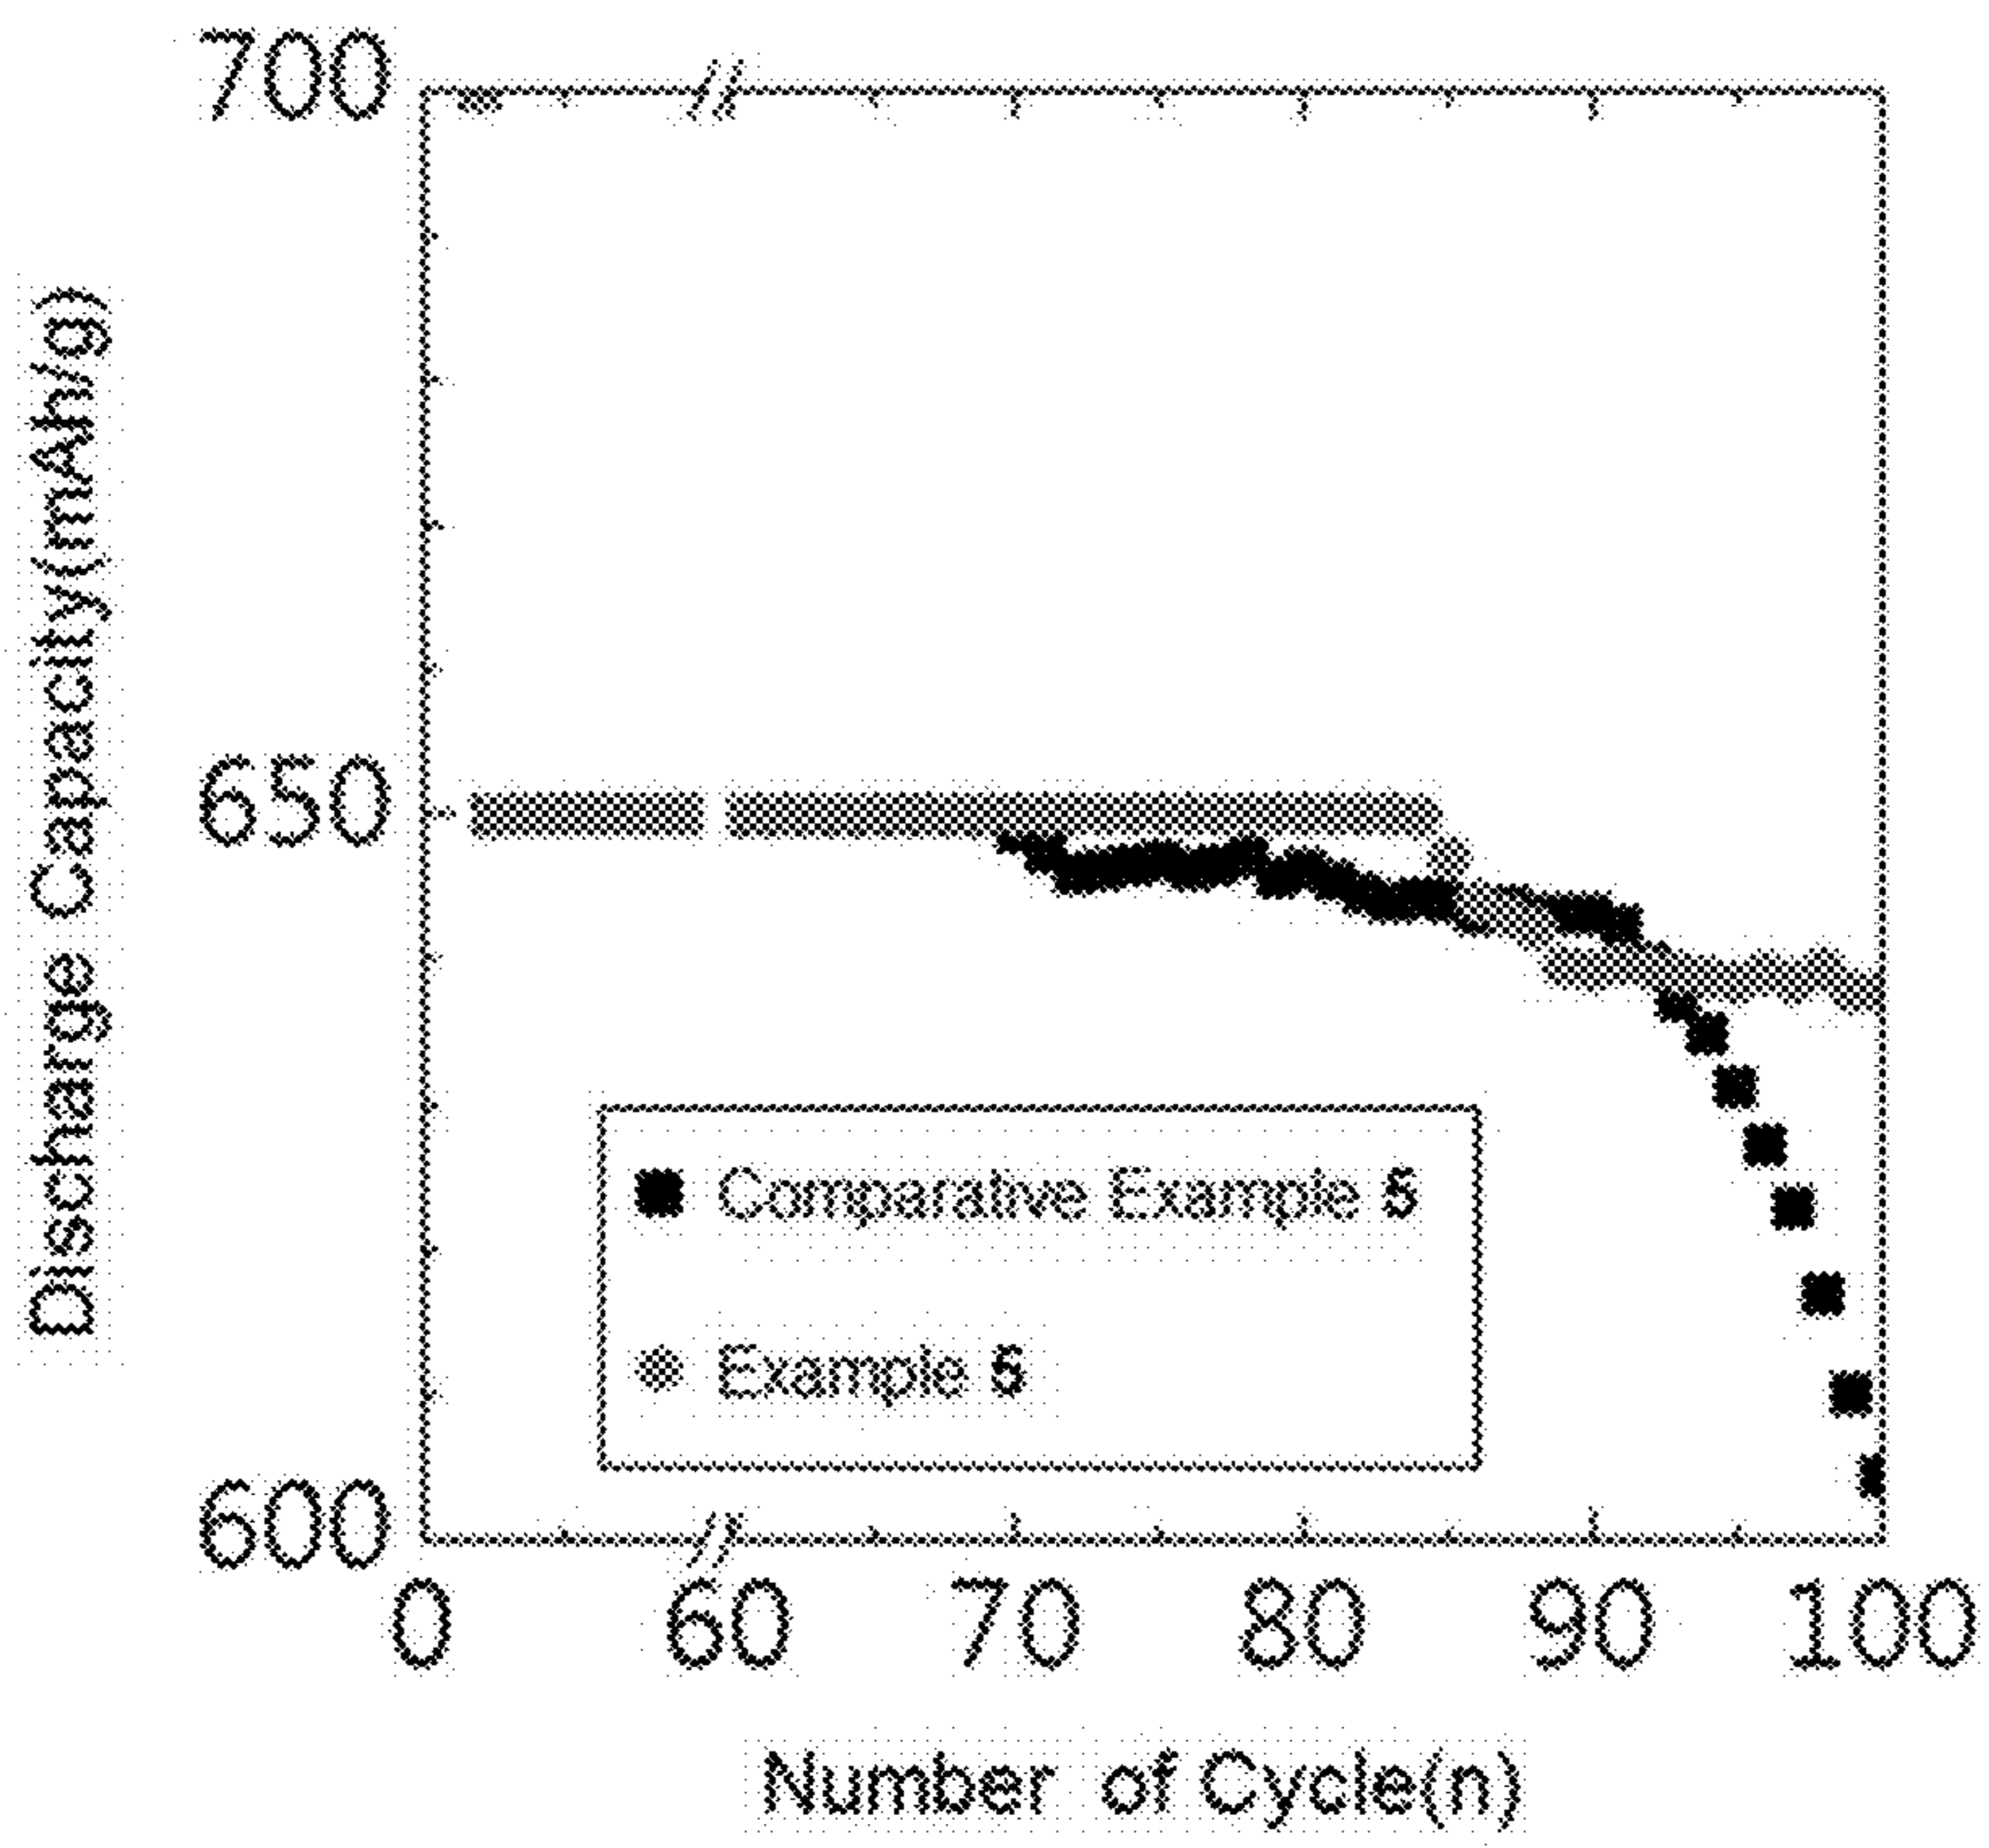 700
650
600
Discharge Capacity(mAh/g)
Comparative Example 5
Example 5
0 60 70 80 90 100
Number of Cycle(n)